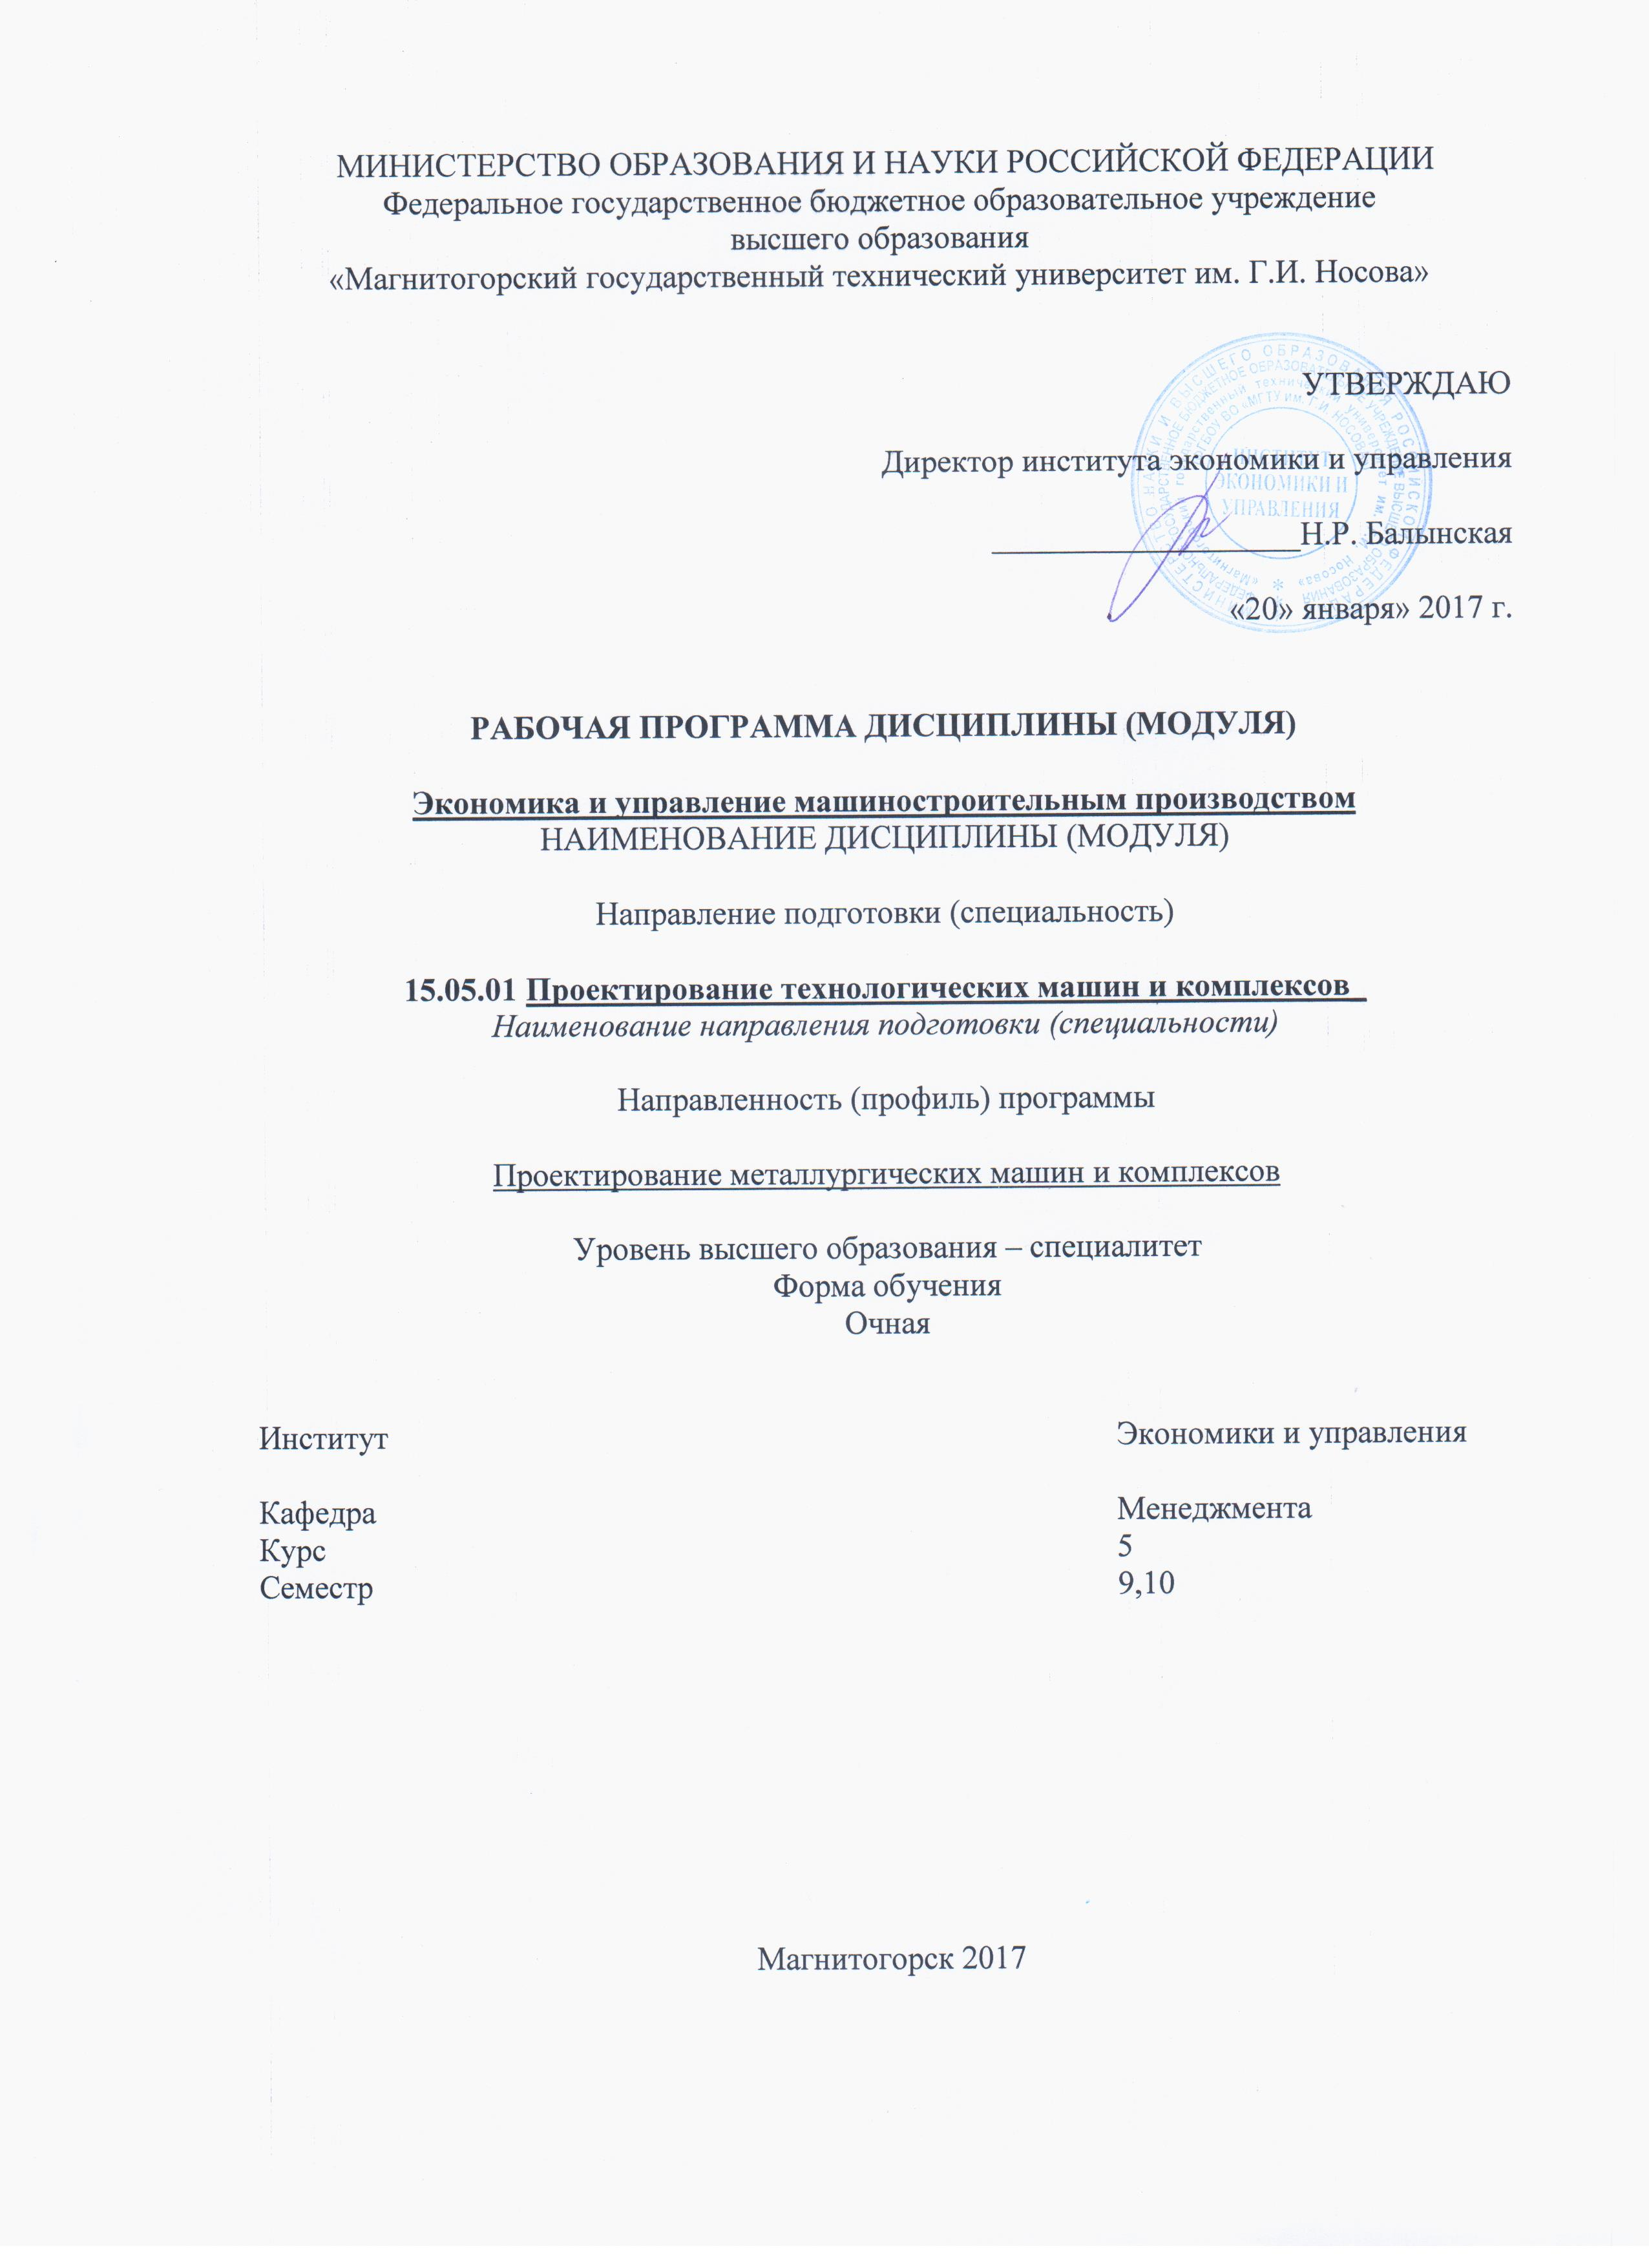 МИНИСТЕРСТВО ОБРАЗОВАНИЯ И НАУКИ РОССИЙСКОЙ ФЕДЕРАЦИИ
Федеральное государственное бюджетное образовательное учреждение
высшего образования
«Магнитогорский государственный технический университет им. Г.И. Носова»
УТВЕРЖДАЮ
Директор института экономики и управления
Н.Р. Балынская
«20» января» 2017 г.
ИНСТИТУТ
ЭКОНОМИКИ И
УПРАВЛЕНИЯ
РАБОЧАЯ ПРОГРАММА ДИСЦИПЛИНЫ (МОДУЛЯ)
Экономика и управление машиностроительным производством
НАИМЕНОВАНИЕ ДИСЦИПЛИНЫ (МОДУЛЯ)
Направление подготовки (специальность)
15.05.01 Проектирование технологических машин и комплексов
Наименование направления подготовки (специальности)
Направленность (профиль) программы
Проектирование металлургических машин и комплексов
Уровень высшего образования – специалитет
Форма обучения
Очная
Институт Экономики и управления
Кафедра Менеджмента
Курс 5
Семестр 9,10
Магнитогорск 2017